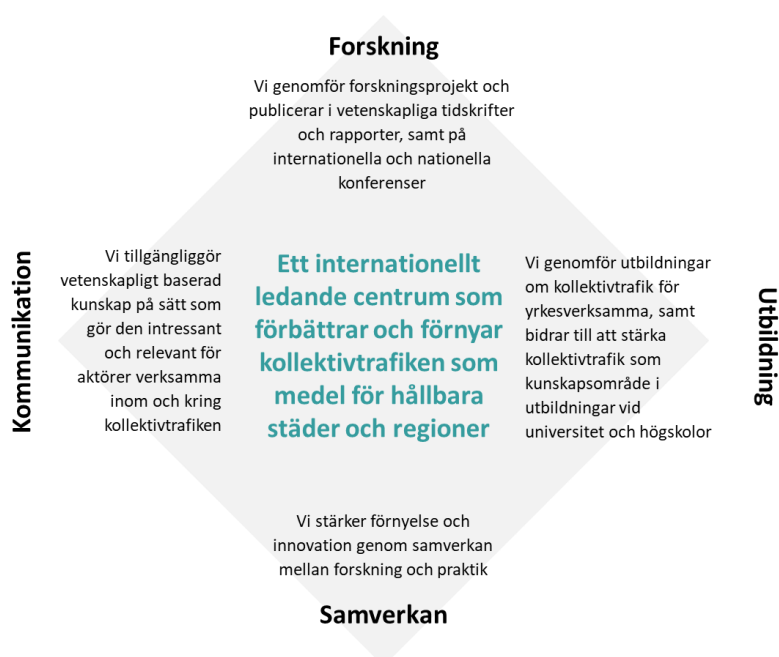 Forskning
Vi genomför forskningsprojekt och
publicerar i vetenskapliga tidskrifter
och rapporter, samt på
internationella och nationella
konferenser
Kommunikation
Vi tillgängliggör
vetenskapligt baserad
kunskap på sätt som
gör den intressant
och relevant för
aktörer verksamma
inom och kring
kollektivtrafiken
Ett internationellt
ledande centrum som
förbättrar och förnyar
kollektivtrafiken som
medel för hållbara
städer och regioner
Vi genomför utbildningar
om kollektivtrafik för
yrkesverksamma, samt
bidrar till att stärka
kollektivtrafik som
kunskapsområde i
utbildningar vid
universitet och högskolor
Utbildning
Vi stärker förnyelse och
innovation genom samverkan
mellan forskning och praktik
Samverkan